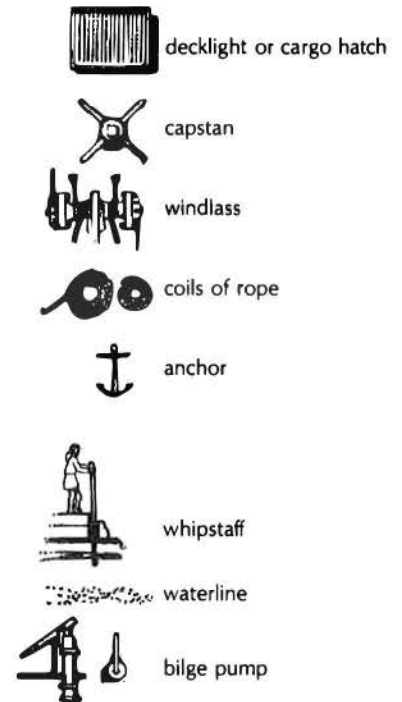 decklight or cargo hatch
capstan
windlass
coils of rope
anchor
whipstaff
waterline
bilge pump